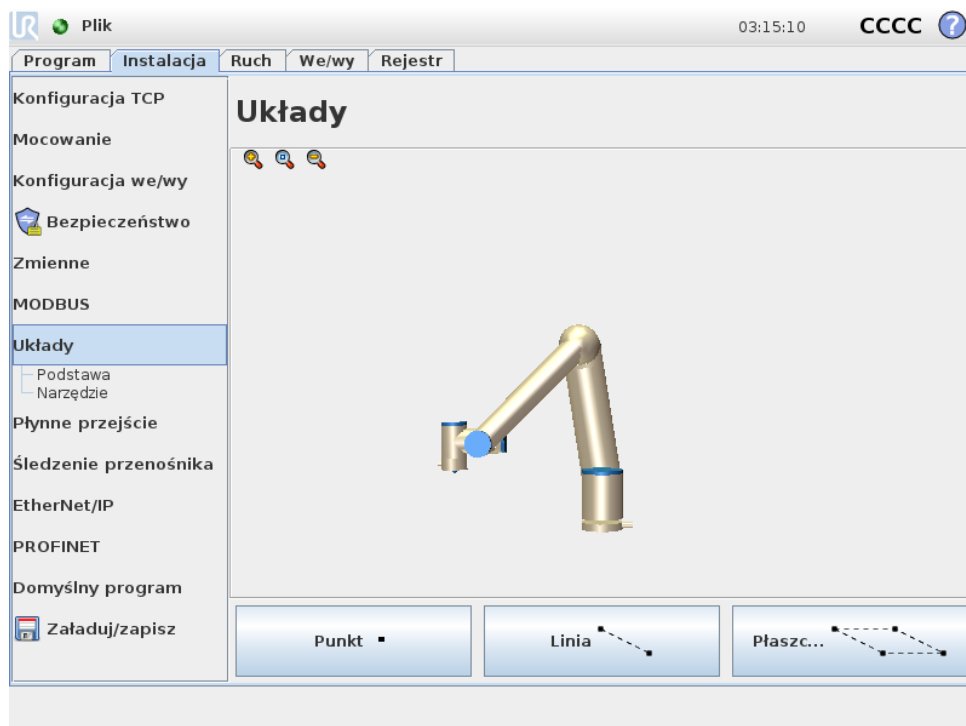 UR Plik 03:15:10 CCCC ?
Program Instalacja Ruch We/wy Rejestr
Konfiguracja TCP
Mocowanie
Konfiguracja we/wy
Bezpieczeństwo
Zmienne
MODBUS
Układy
Podstawa
Narzędzie
Płynne przejście
Śledzenie przenośnika
EtherNet/IP
PROFINET
Domyślny program
Załaduj/zapisz
Układy
Punkt
Linia
Płaszc...